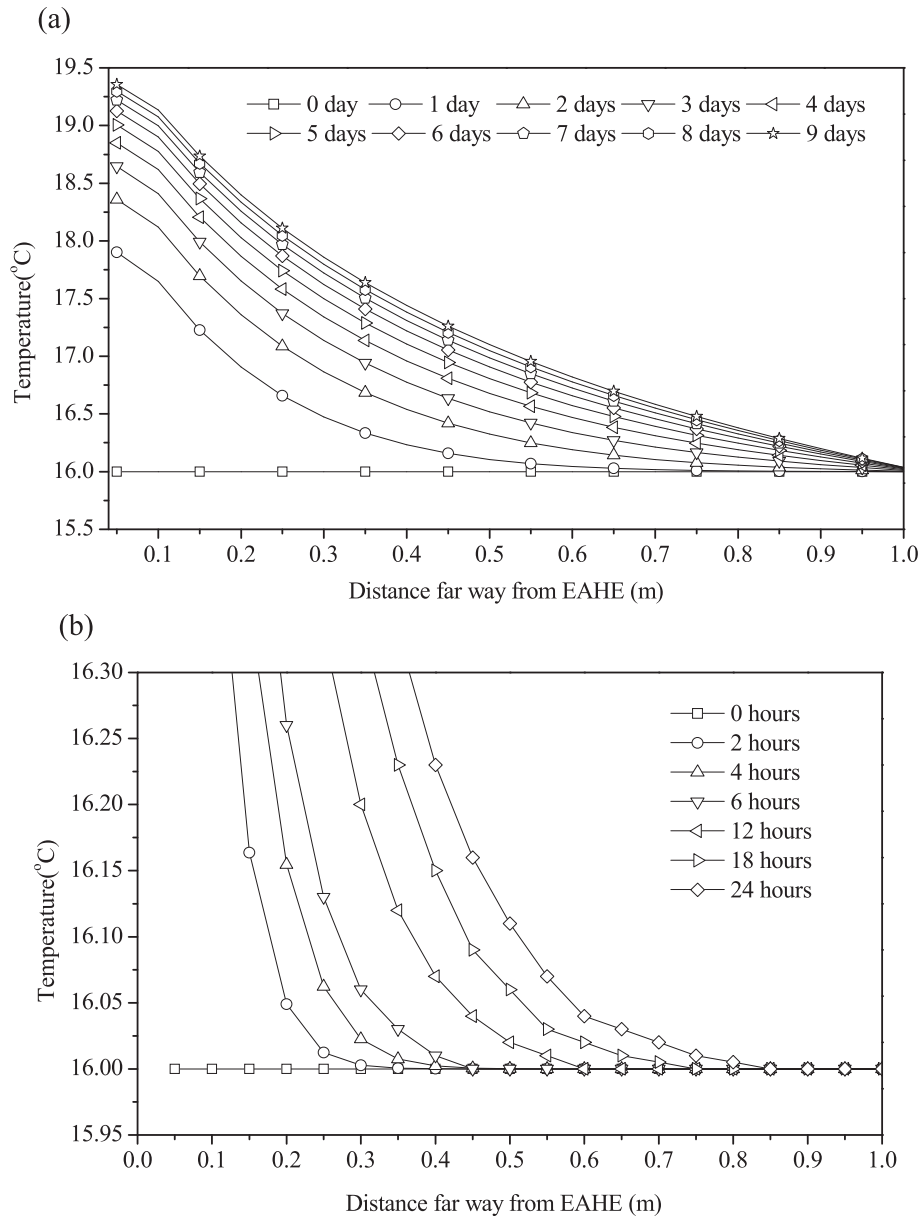 (a)
19.5
19.0
18.5
18.0
17.5
17.0
16.5
16.0
15.5
Temperature(°C)
0 day 1 day 2 days 3 days 4 days
5 days 6 days 7 days 8 days 9 days
0.1 0.2 0.3 0.4 0.5 0.6 0.7 0.8 0.9 1.0
Distance far way from EAHE (m)
(b)
16.30
16.25
16.20
16.15
16.10
16.05
16.00
15.95
Temperature(°C)
0 hours
2 hours
4 hours
6 hours
12 hours
18 hours
24 hours
0.0 0.1 0.2 0.3 0.4 0.5 0.6 0.7 0.8 0.9 1.0
Distance far way from EAHE (m)